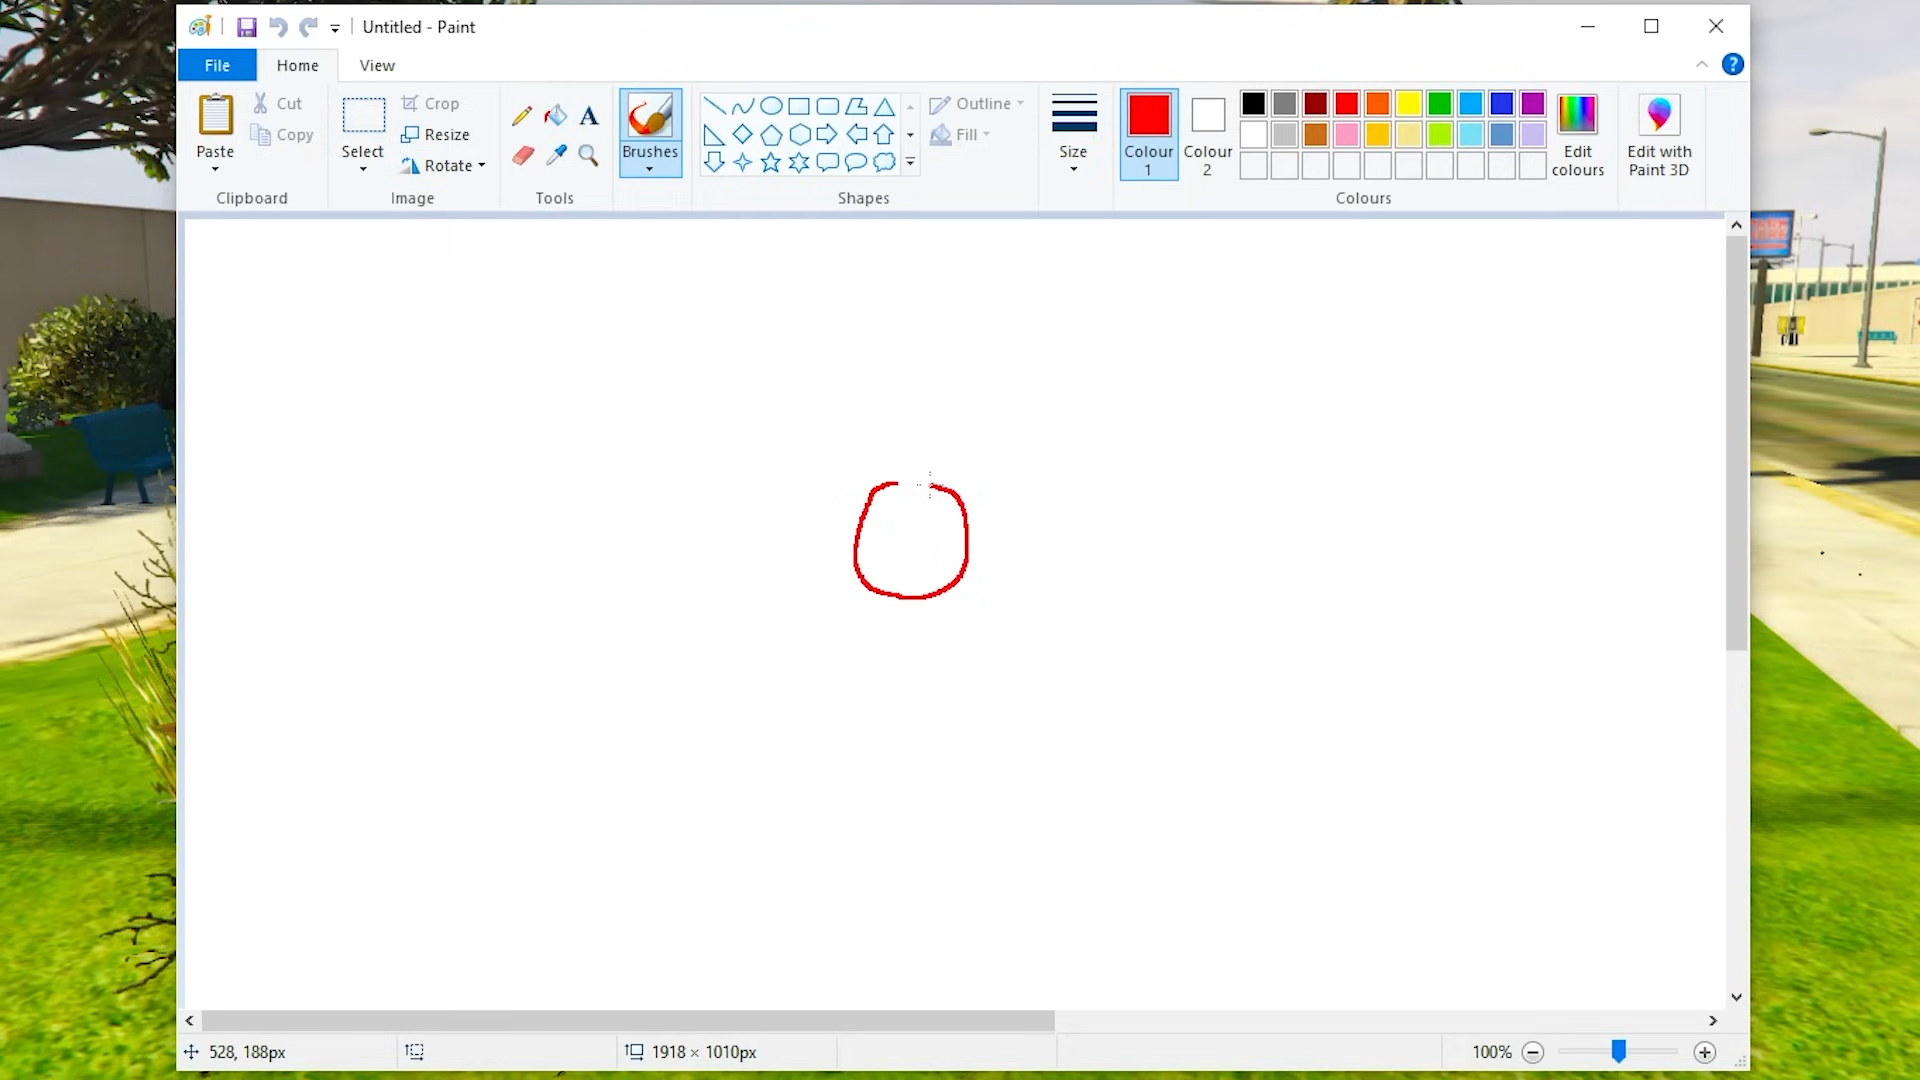 Untitled - Paint
File Home View
Paste
Cut
Copy
Clipboard
Select
Crop
Resize
Rotate
Image
A
Tools
Brushes
Outline
Fill
Shapes
Size
Colour
1
Colour
2
Edit
colours
Colours
Edit with
Paint 3D
?
528, 188px
1918 × 1010px
100%